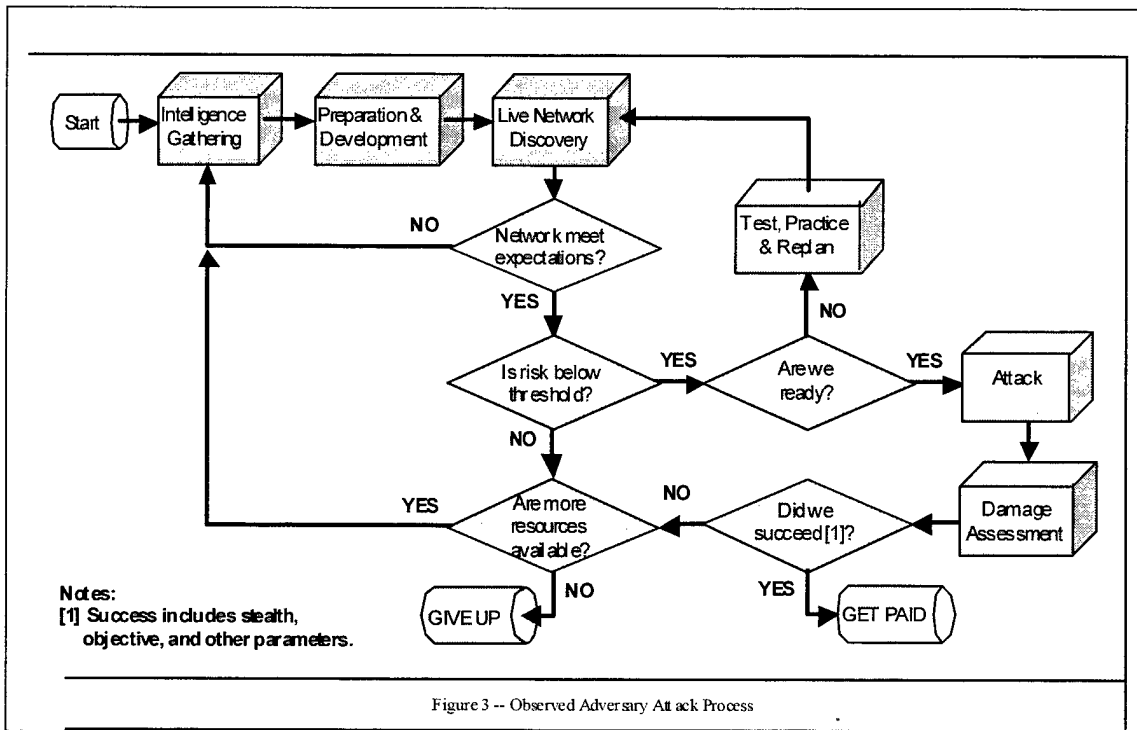 Start
Intelligence
Gathering
Preparation &
Development
Live Network
Discovery
Test, Practice
& Replan
NO
Network meet
expectations?
YES
NO
Is risk below
threshold?
YES
Are we
ready?
YES
Attack
NO
YES
Are more
resources
available?
NO
Did we
succeed[1]?
Damage
Assessment
NO
YES
GIVE UP
GET PAID
Notes:
[1] Success includes stealth,
objective, and other parameters.
Figure 3 -- Observed Adversary Attack Process